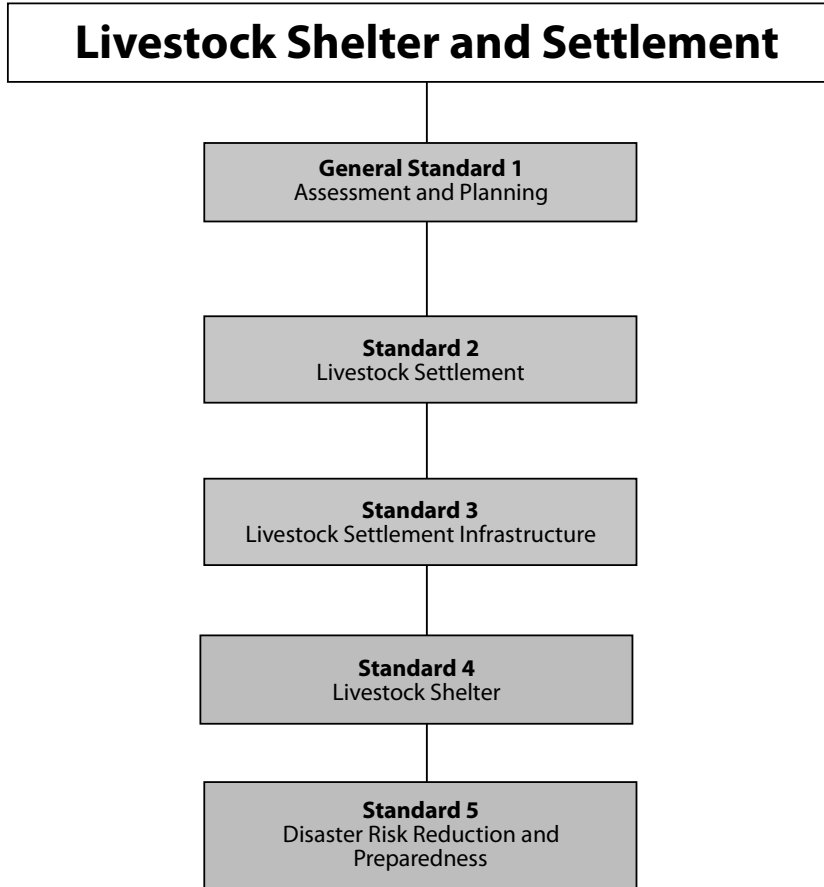 Livestock Shelter and Settlement
General Standard 1
Assessment and Planning
Standard 2
Livestock Settlement
Standard 3
Livestock Settlement Infrastructure
Standard 4
Livestock Shelter
Standard 5
Disaster Risk Reduction and
Preparedness